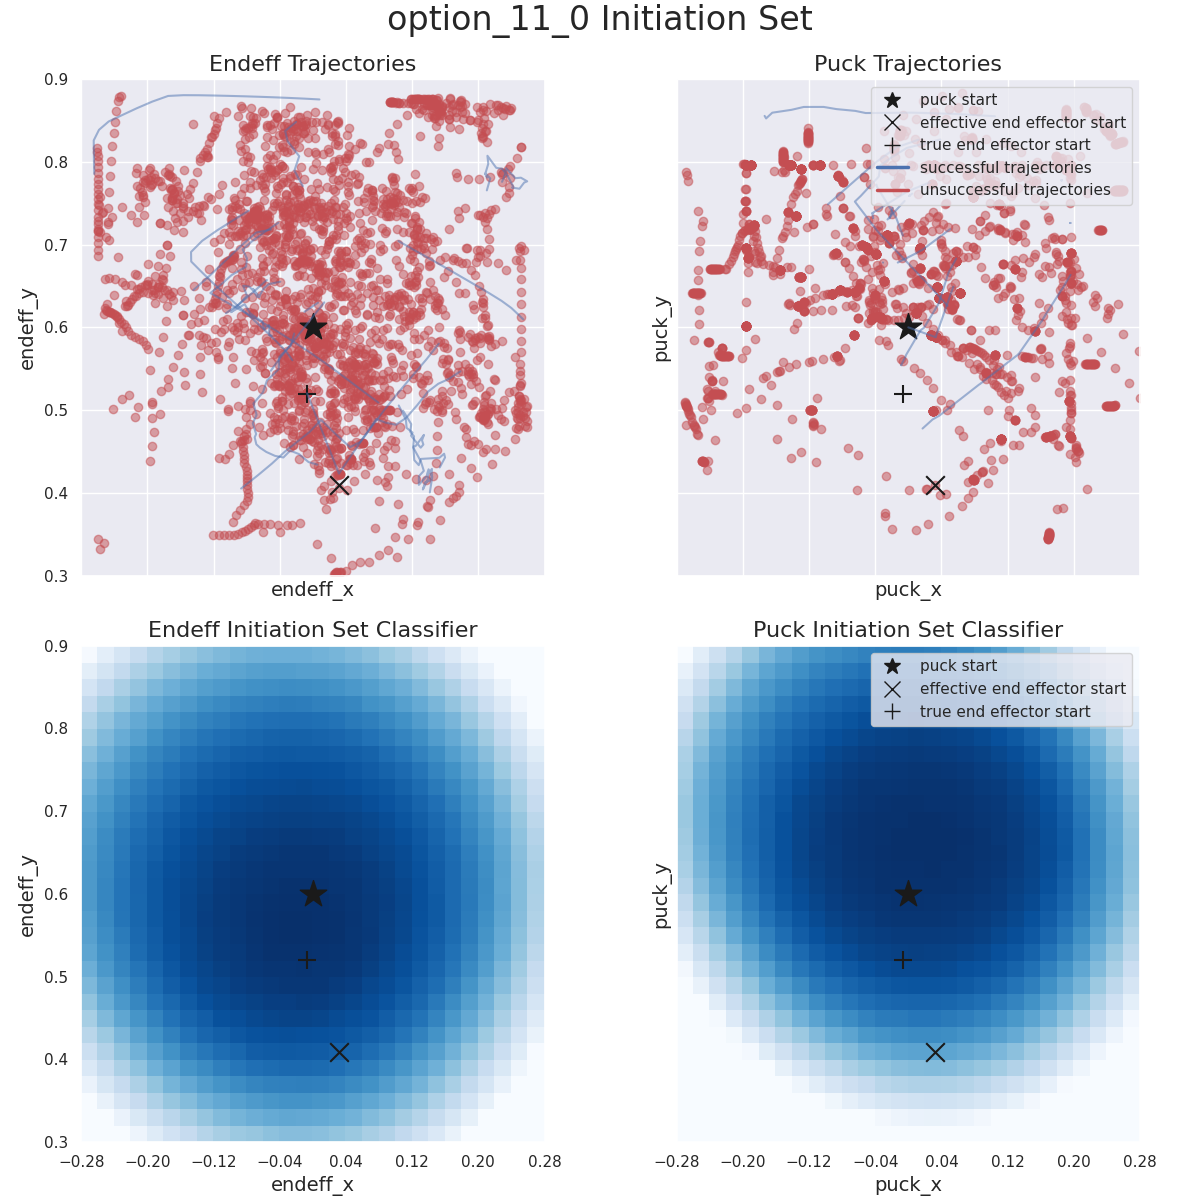 option_11_0 Initiation Set
Endeff Trajectories
endeff_y
0.9
0.8
0.7
0.6
0.5
0.4
0.3
endeff_x
Puck Trajectories
puck_y
puck start
effective end effector start
true end effector start
successful trajectories
unsuccessful trajectories
puck_x
Endeff Initiation Set Classifier
endeff_y
0.9
0.8
0.7
0.6
0.5
0.4
0.3
−0.28 −0.20 −0.12 −0.04 0.04 0.12 0.20 0.28
endeff_x
Puck Initiation Set Classifier
puck_y
puck start
effective end effector start
true end effector start
−0.28 −0.20 −0.12 −0.04 0.04 0.12 0.20 0.28
puck_x